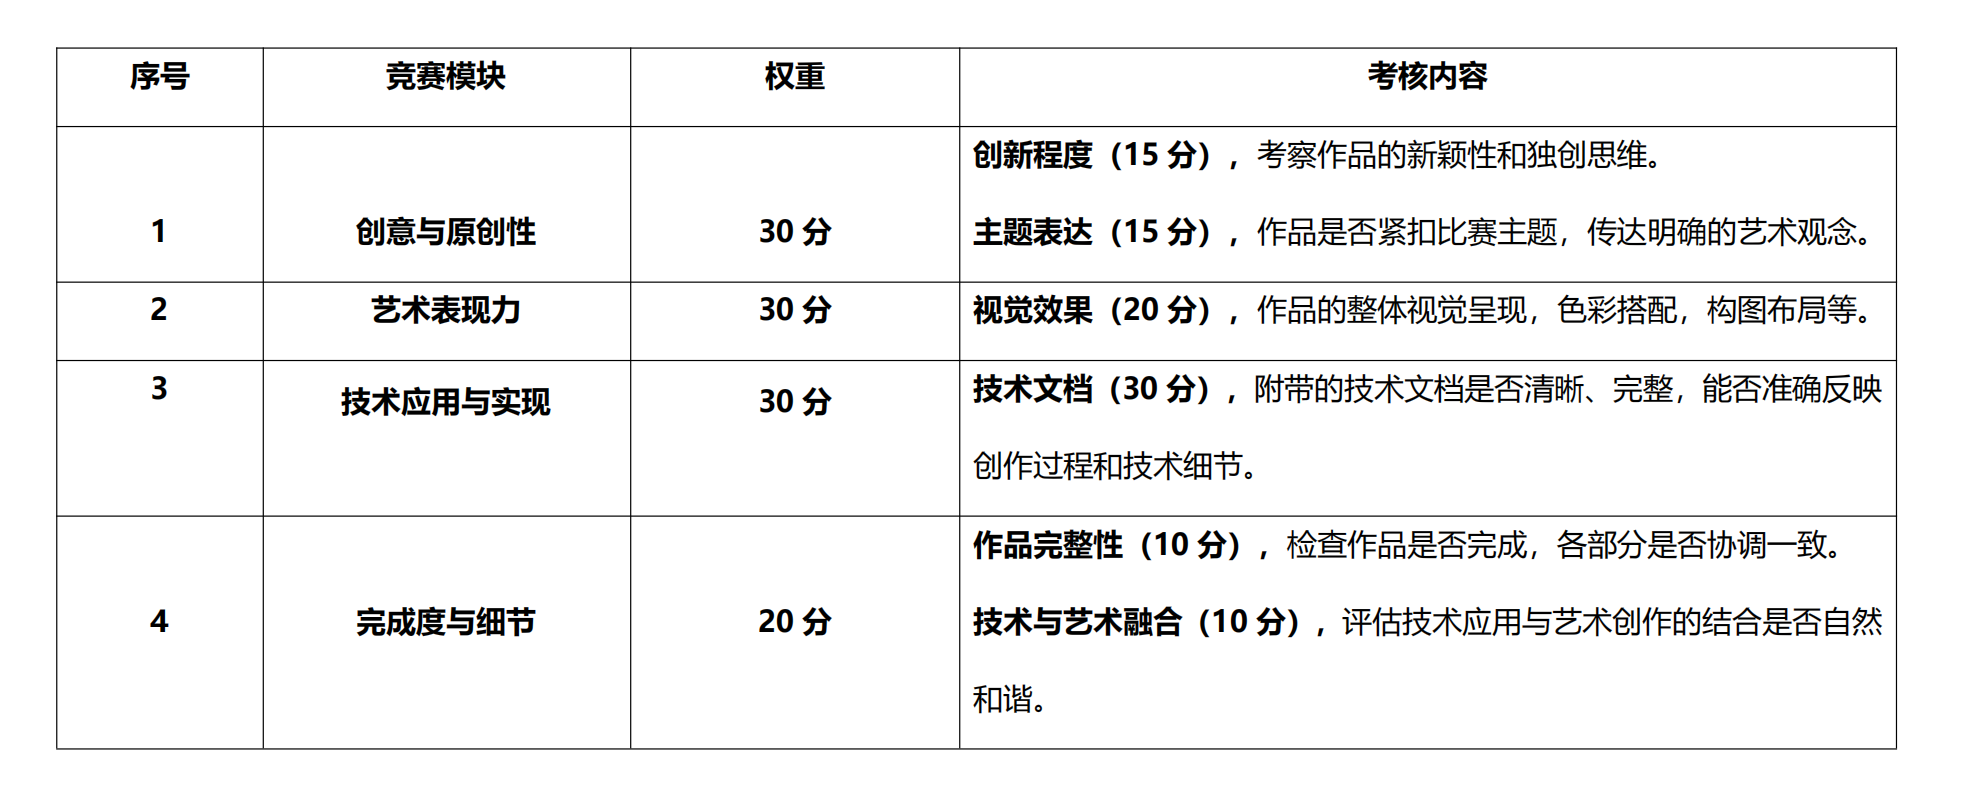 序号 竞赛模块 权重 考核内容
创新程度（15 分），考察作品的新颖性和独创思维。
1 创意与原创性 30 分 主题表达（15 分），作品是否紧扣比赛主题，传达明确的艺术观念。
2 艺术表现力 30 分 视觉效果（20 分），作品的整体视觉呈现，色彩搭配，构图布局等。
3 技术应用与实现 30 分 技术文档（30 分），附带的技术文档是否清晰、完整，能否准确反映
创作过程和技术细节。
作品完整性（10 分），检查作品是否完成，各部分是否协调一致。
4 完成度与细节 20 分 技术与艺术融合（10 分），评估技术应用与艺术创作的结合是否自然
和谐。